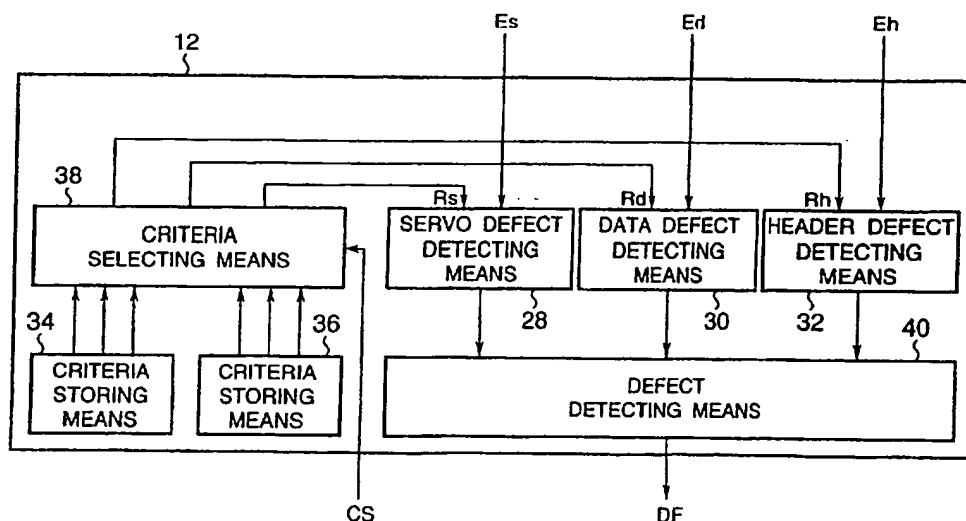 Es Ed Eh
12
38
Rs Rd Rh
CRITERIA
SELECTING MEANS
SERVO DEFECT
DETECTING
MEANS
DATA DEFECT
DETECTING
MEANS
HEADER DEFECT
DETECTING
MEANS
28 30 32
34 36 40
CRITERIA
STORING
MEANS
CRITERIA
STORING
MEANS
DEFECT
DETECTING MEANS
CS DF